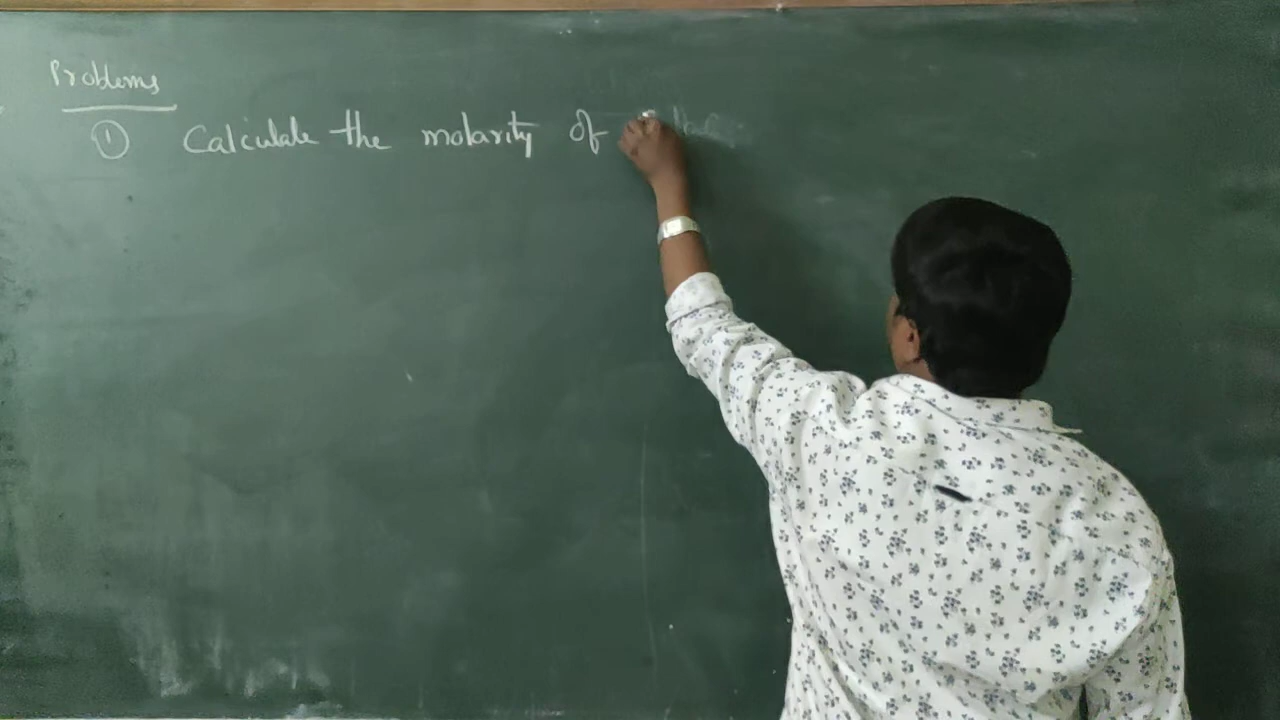 Problems
① Calculate the molarity of